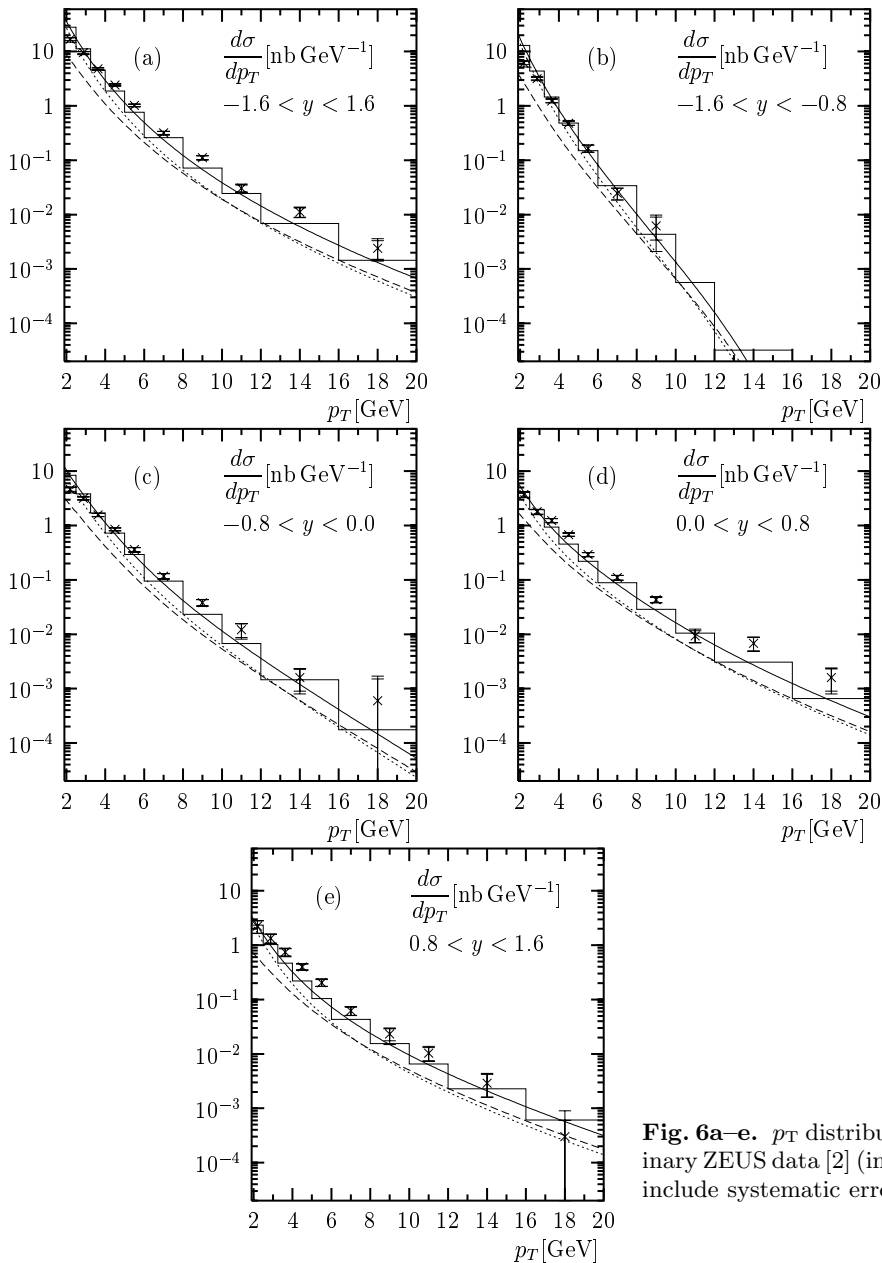 (a) dσ/dp_T [nb GeV⁻¹]
−1.6 < y < 1.6
10
1
10⁻¹
10⁻²
10⁻³
10⁻⁴
2 4 6 8 10 12 14 16 18 20
p_T[GeV]
(b) dσ/dp_T [nb GeV⁻¹]
−1.6 < y < −0.8
10
1
10⁻¹
10⁻²
10⁻³
10⁻⁴
2 4 6 8 10 12 14 16 18 20
p_T[GeV]
(c) dσ/dp_T [nb GeV⁻¹]
−0.8 < y < 0.0
10
1
10⁻¹
10⁻²
10⁻³
10⁻⁴
2 4 6 8 10 12 14 16 18 20
p_T[GeV]
(d) dσ/dp_T [nb GeV⁻¹]
0.0 < y < 0.8
10
1
10⁻¹
10⁻²
10⁻³
10⁻⁴
2 4 6 8 10 12 14 16 18 20
p_T[GeV]
(e) dσ/dp_T [nb GeV⁻¹]
0.8 < y < 1.6
10
1
10⁻¹
10⁻²
10⁻³
10⁻⁴
2 4 6 8 10 12 14 16 18 20
p_T[GeV]
Fig. 6a–e. p_T distribu
inary ZEUS data [2] (in
include systematic erro